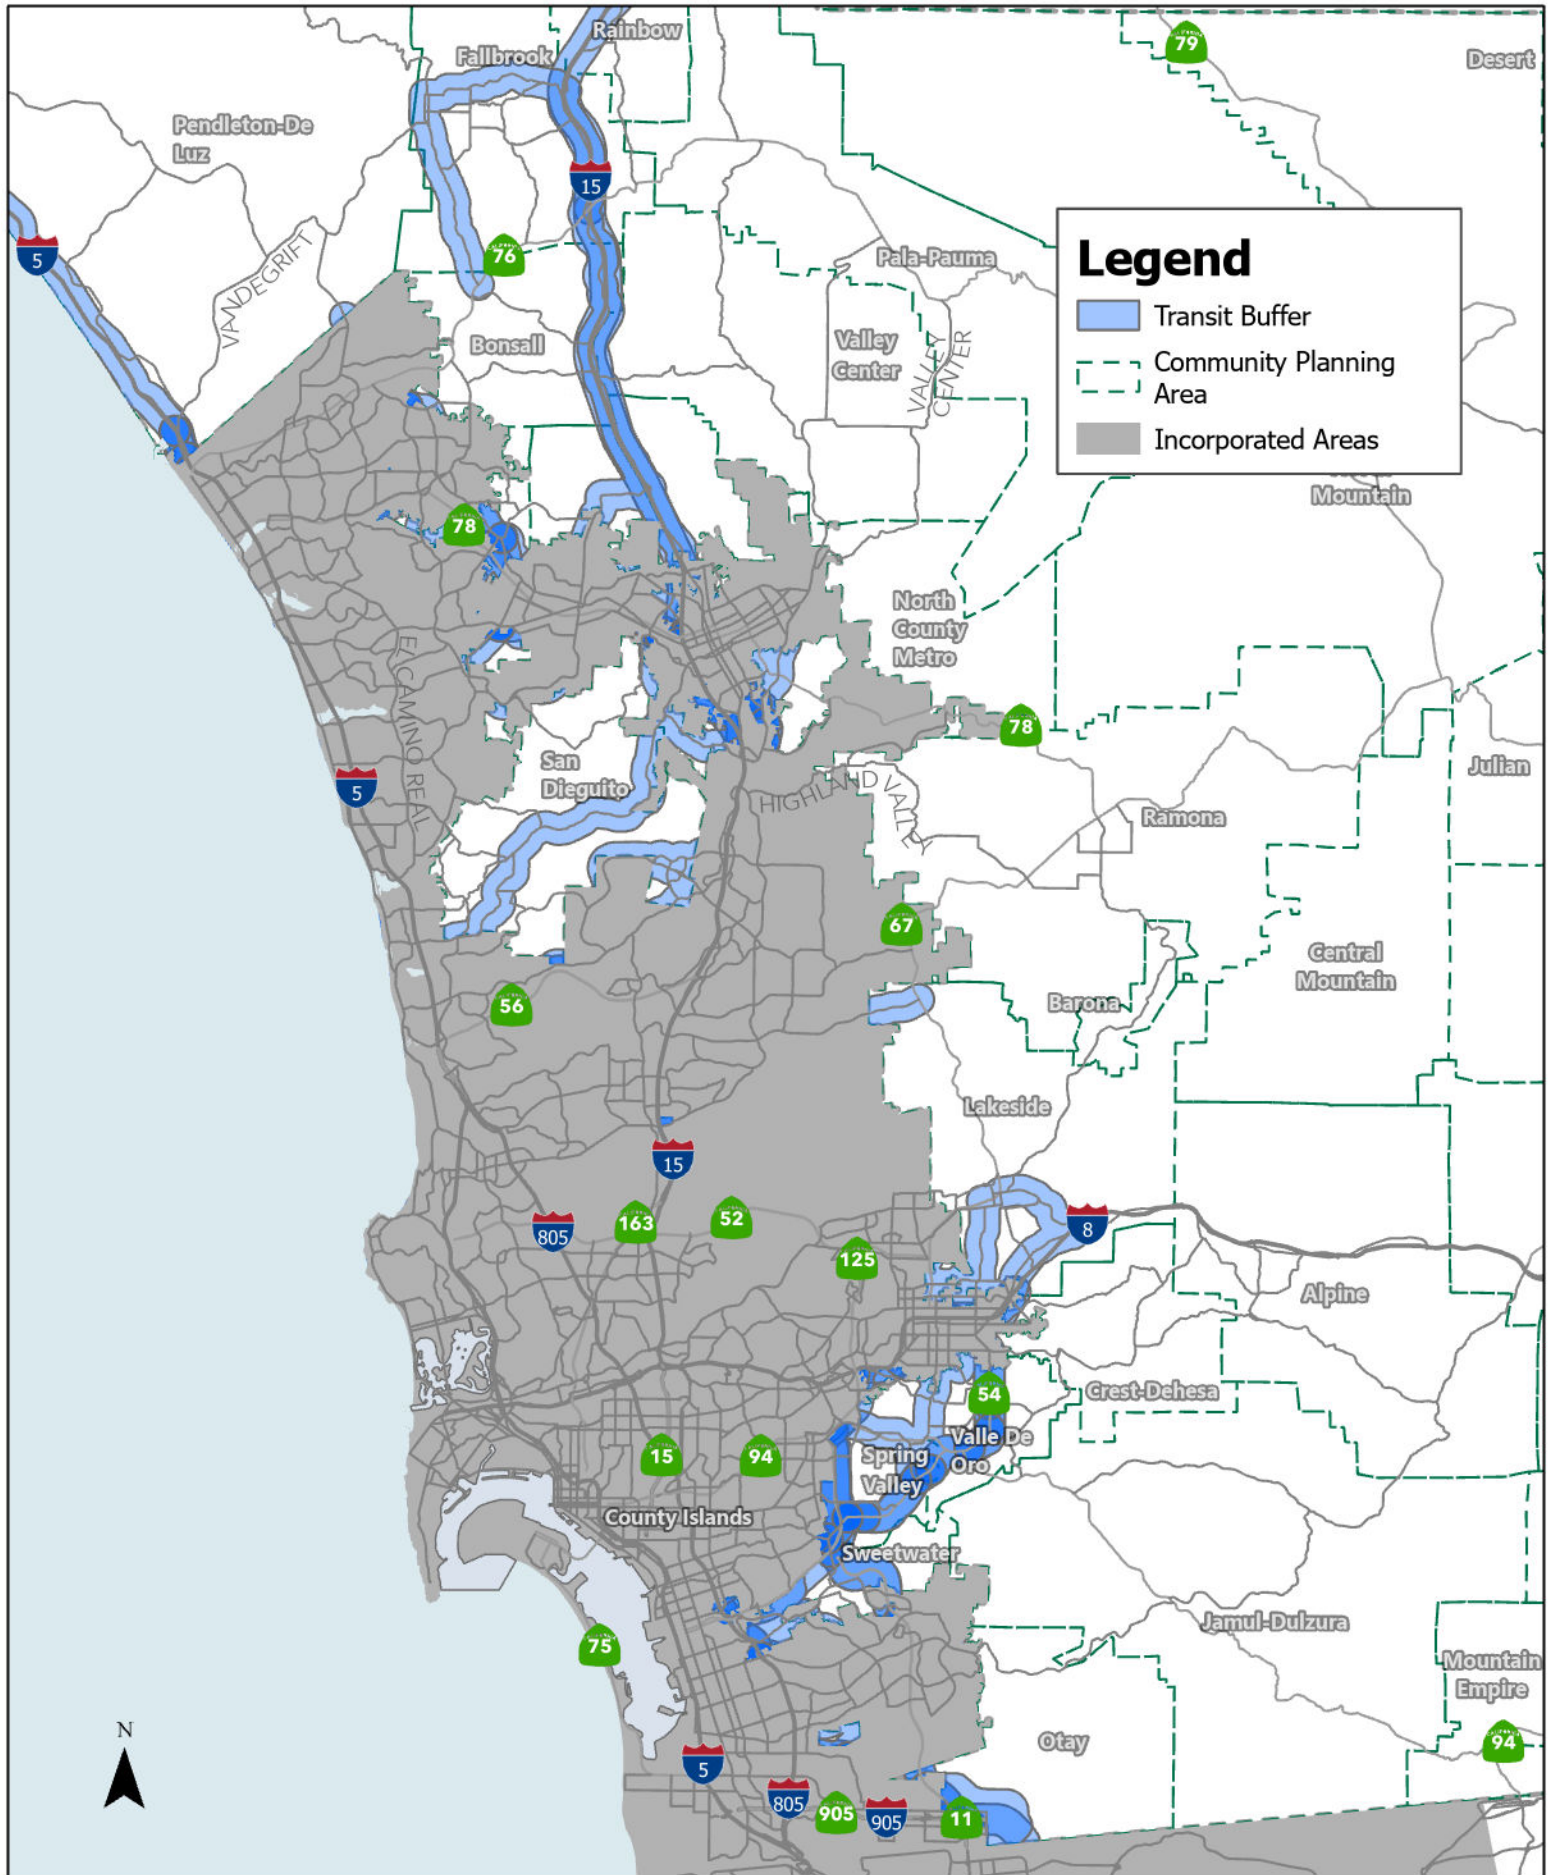 Rainbow
Fallbrook
79
Desert
Pendleton-De
Luz
15
5
76
VANDEGRIFT
Pala-Pauma
Legend
Transit Buffer
Community Planning
Area
Incorporated Areas
Bonsall
Valley
Center
VALLEY
CENTER
Mountain
78
North
County
Metro
EL CAMINO REAL
78
San
Dieguito
5
HIGHLAND VALLEY
Julian
Ramona
67
Central
Mountain
56
Barona
Lakeside
15
805
163
52
125
8
Alpine
54
Crest-Dehesa
15
94
Spring
Valley
Valle De
Oro
County Islands
Sweetwater
75
Jamul-Dulzura
Mountain
Empire
N
Otay
94
5
805
905
905
11